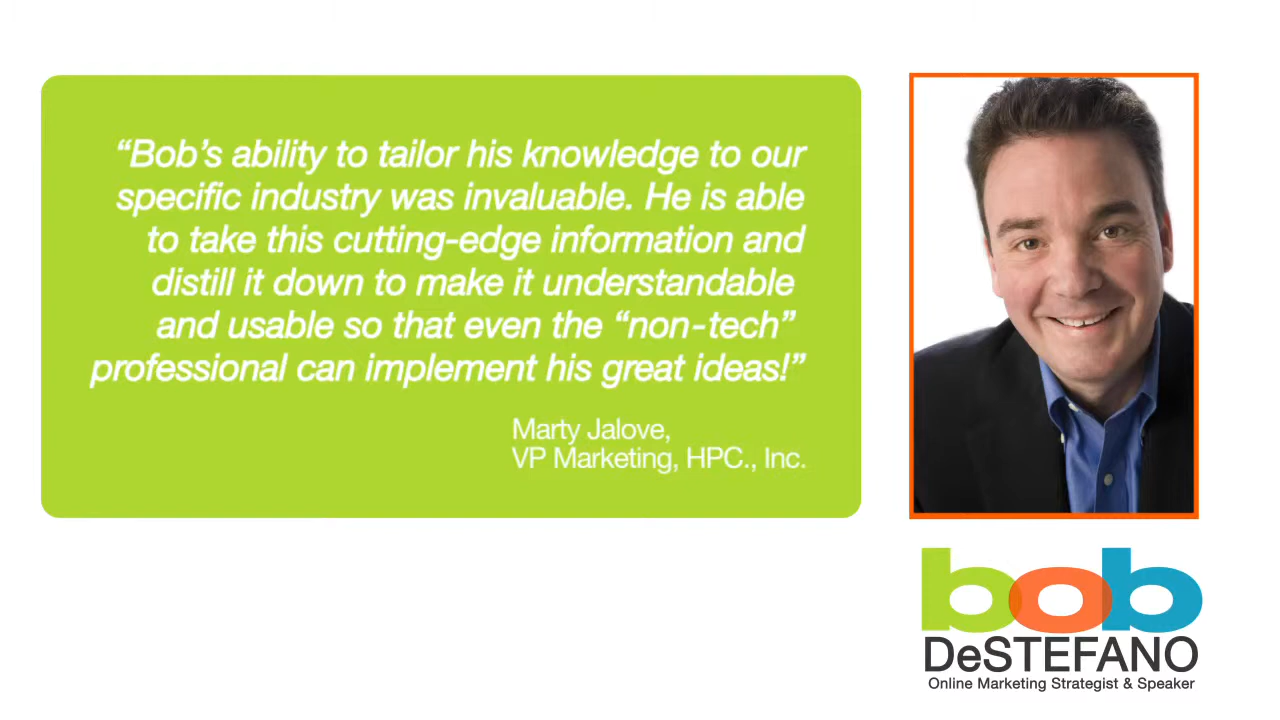 “Bob’s ability to tailor his knowledge to our
specific industry was invaluable. He is able
to take this cutting-edge information and
distill it down to make it understandable
and usable so that even the “non-tech”
professional can implement his great ideas!”
Marty Jalove,
VP Marketing, HPC., Inc.
bob
DeSTEFANO
Online Marketing Strategist & Speaker